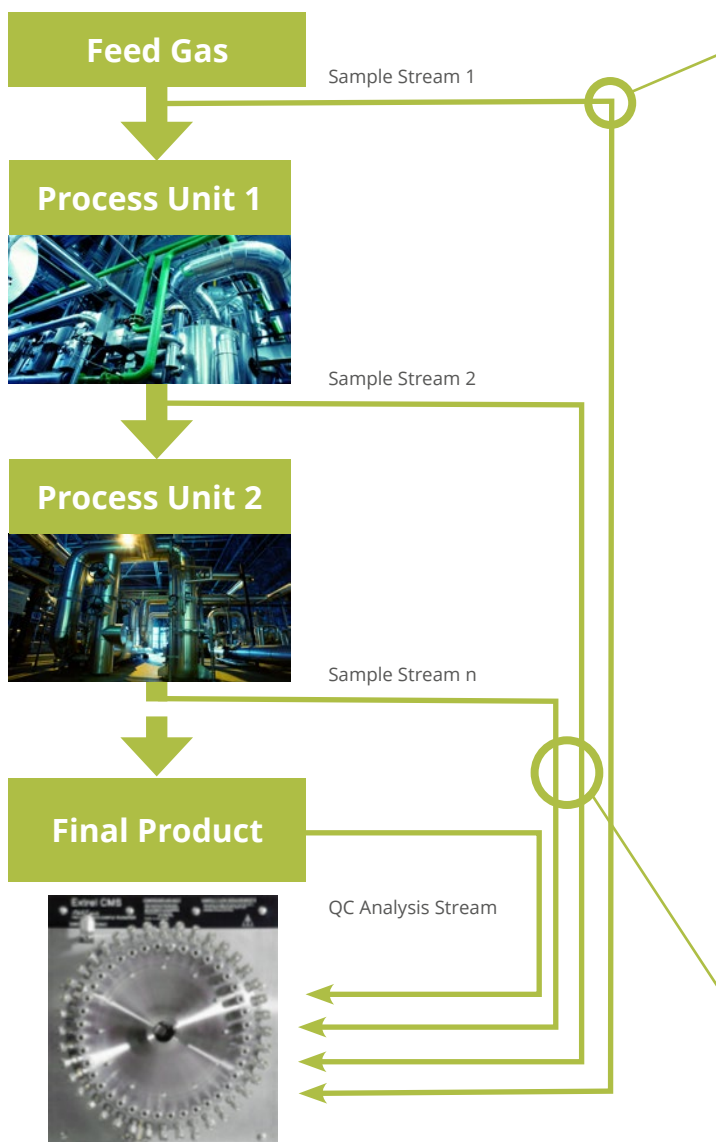 Feed Gas
Sample Stream 1
Process Unit 1
Sample Stream 2
Process Unit 2
Sample Stream n
Final Product
QC Analysis Stream
Extrel CMS